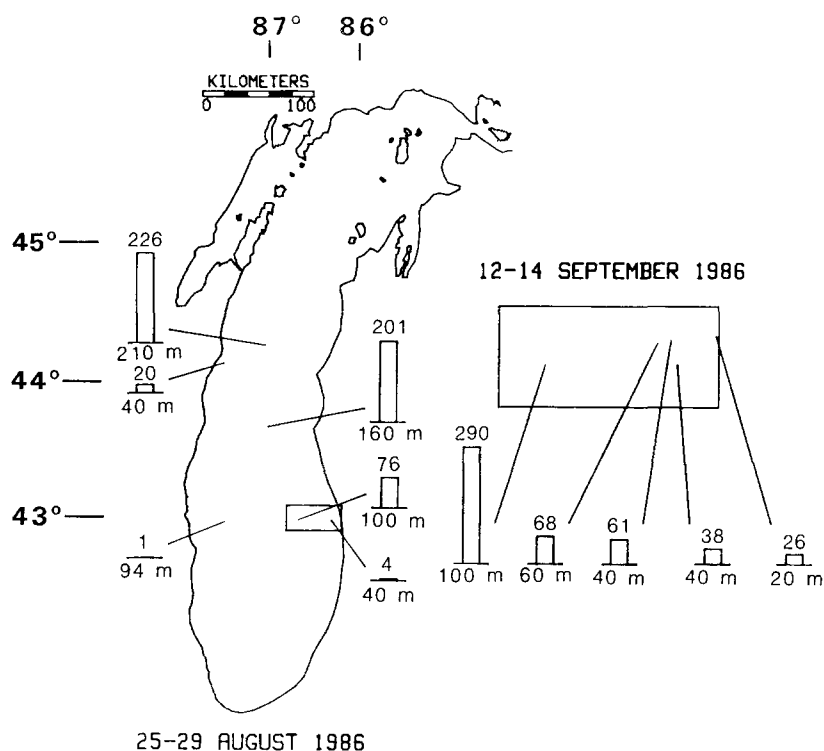 87° 86°
KILOMETERS
0 100
45°
226
210 m
12-14 SEPTEMBER 1986
201
160 m
44°
20
40 m
290
100 m
76
100 m
68
60 m
61
40 m
38
40 m
26
20 m
43°
1
94 m
4
40 m
25-29 AUGUST 1986